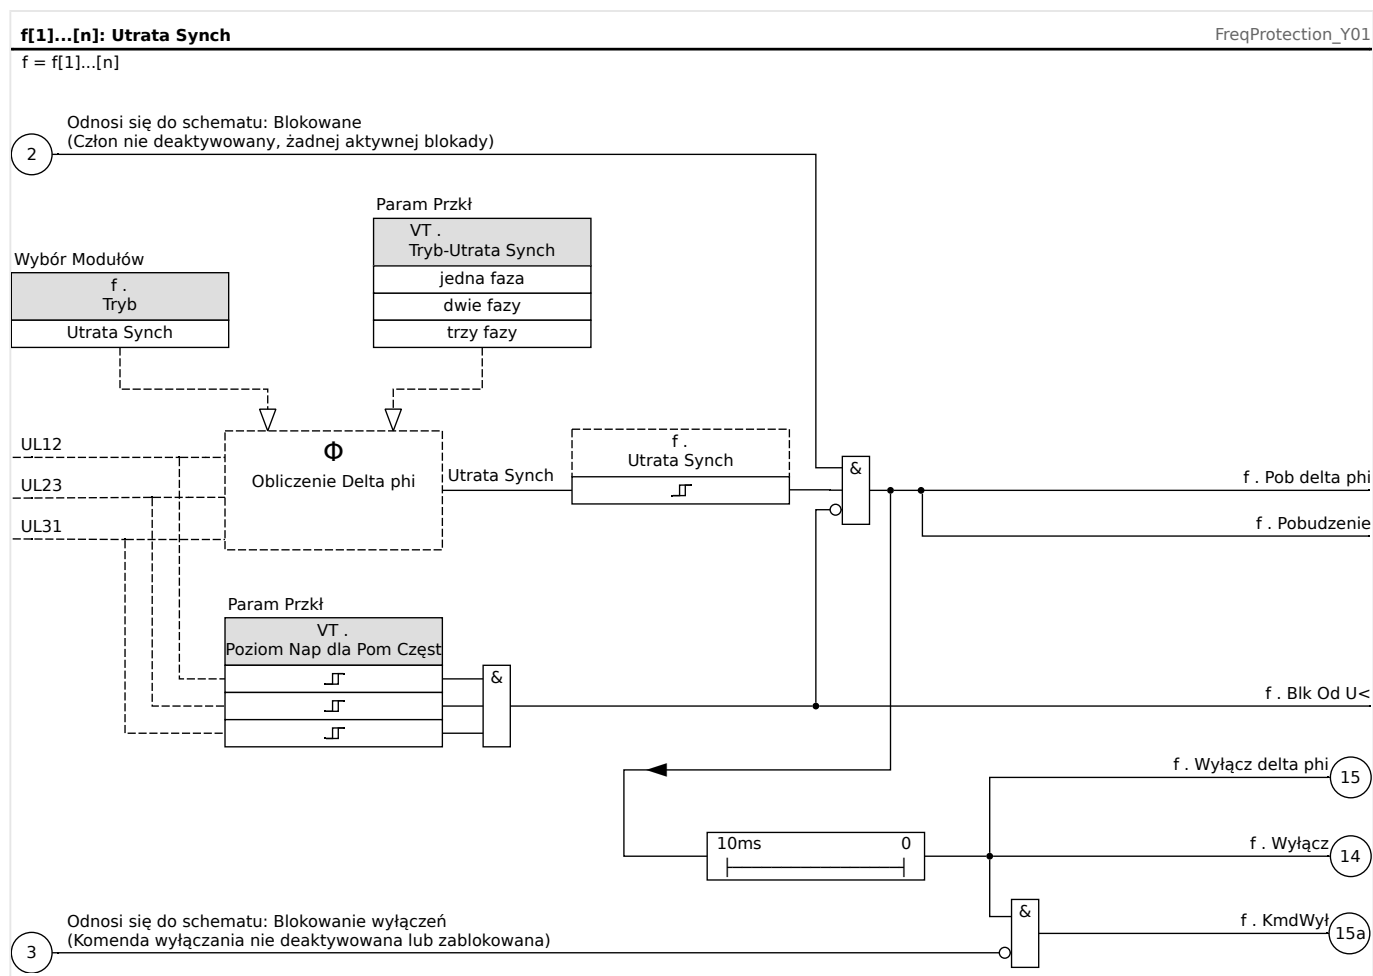 f[1]...[n]: Utrata Synch
FreqProtection_Y01
f = f[1]...[n]
Odnosi się do schematu: Blokowane
(Człon nie deaktywowany, żadnej aktywnej blokady)
2
Param Przkł
VT .
Tryb-Utrata Synch
jedna faza
dwie fazy
trzy fazy
Wybór Modułów
f .
Tryb
Utrata Synch
UL12
UL23
UL31
Φ
Obliczenie Delta phi
Utrata Synch
f .
Utrata Synch
&
f . Pob delta phi
f . Pobudzenie
Param Przkł
VT .
Poziom Nap dla Pom Częst
&
f . Blk Od U<
f . Wyłącz delta phi
15
10ms 0
f . Wyłącz
14
&
f . KmdWył
15a
Odnosi się do schematu: Blokowanie wyłączeń
(Komenda wyłączania nie deaktywowana lub zablokowana)
3